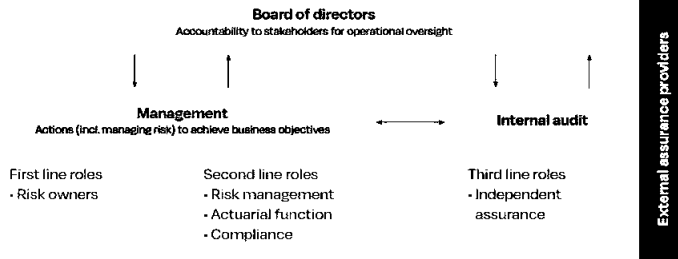 Board of directors
Accountability to stakeholders for operational oversight
Management
Actions (incl. managing risk) to achieve business objectives
Internal audit
First line roles
- Risk owners
Second line roles
- Risk management
- Actuarial function
- Compliance
Third line roles
- Independent
assurance
External assurance providers